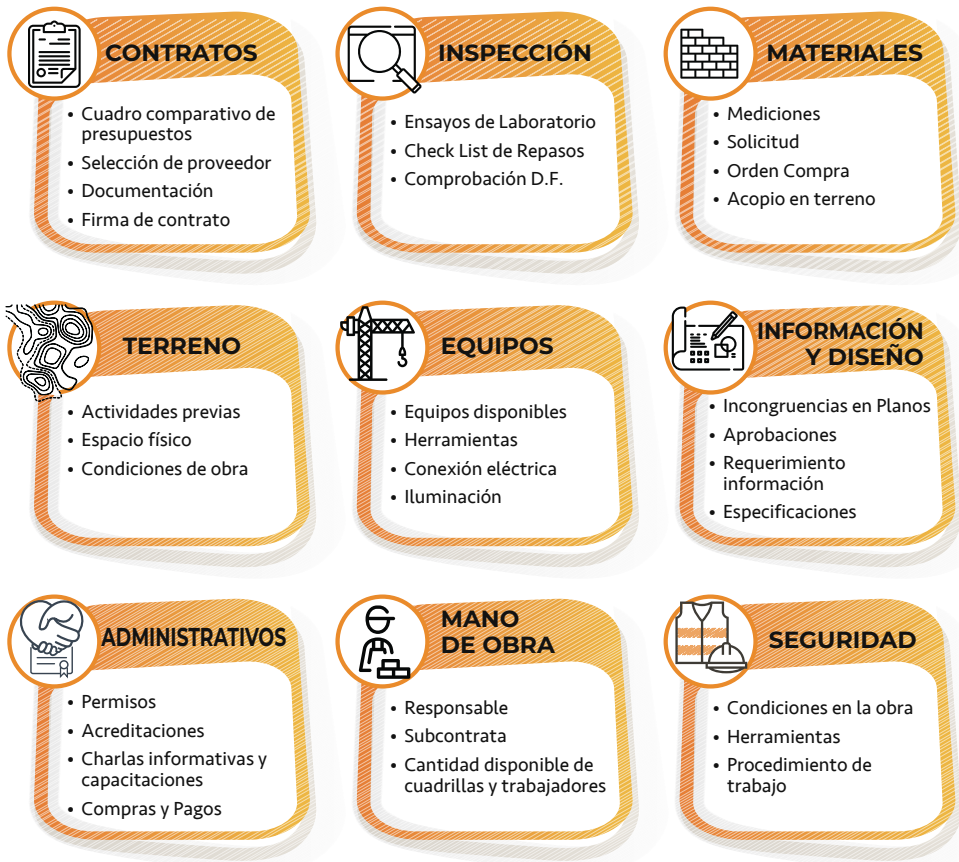 CONTRATOS
• Cuadro comparativo de
presupuestos
• Selección de proveedor
• Documentación
• Firma de contrato
INSPECCIÓN
• Ensayos de Laboratorio
• Check List de Repasos
• Comprobación D.F.
MATERIALES
• Mediciones
• Solicitud
• Orden Compra
• Acopio en terreno
TERRENO
• Actividades previas
• Espacio físico
• Condiciones de obra
EQUIPOS
• Equipos disponibles
• Herramientas
• Conexión eléctrica
• Iluminación
INFORMACIÓN
Y DISEÑO
• Incongruencias en Planos
• Aprobaciones
• Requerimiento
información
• Especificaciones
ADMINISTRATIVOS
• Permisos
• Acreditaciones
• Charlas informativas y
capacitaciones
• Compras y Pagos
MANO
DE OBRA
• Responsable
• Subcontrata
• Cantidad disponible de
cuadrillas y trabajadores
SEGURIDAD
• Condiciones en la obra
• Herramientas
• Procedimiento de
trabajo